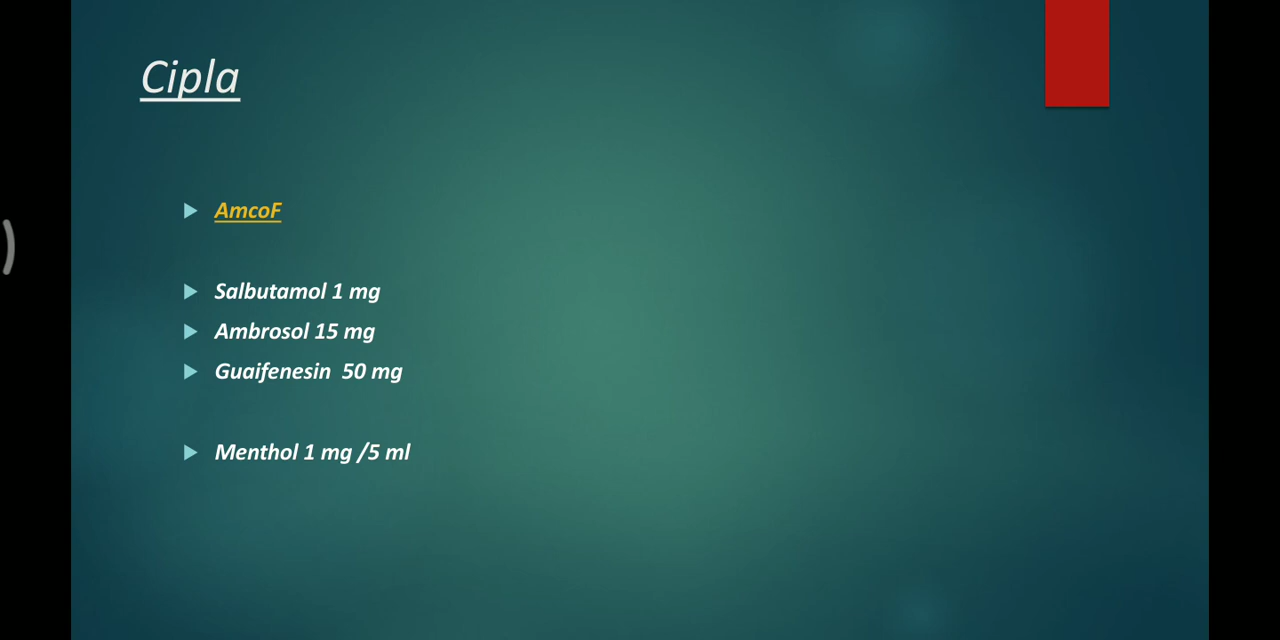 Cipla
AmcoF
Salbutamol 1 mg
Ambrosol 15 mg
Guaifenesin 50 mg
Menthol 1 mg /5 ml